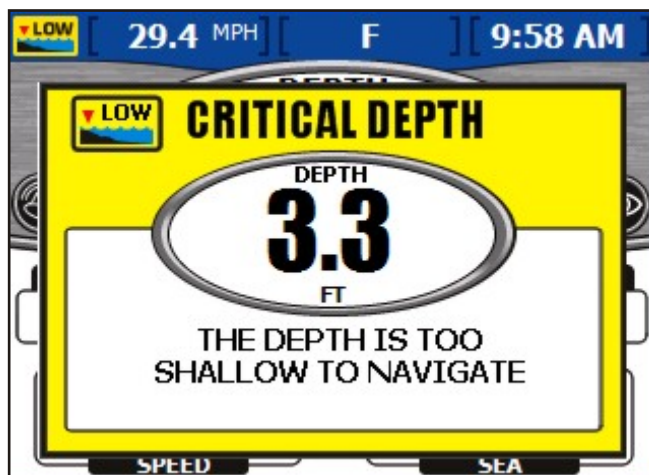 LOW 29.4 MPH F 9:58 AM
DEPTH
LOW CRITICAL DEPTH
DEPTH
3.3
FT
THE DEPTH IS TOO
SHALLOW TO NAVIGATE
SPEED SEA